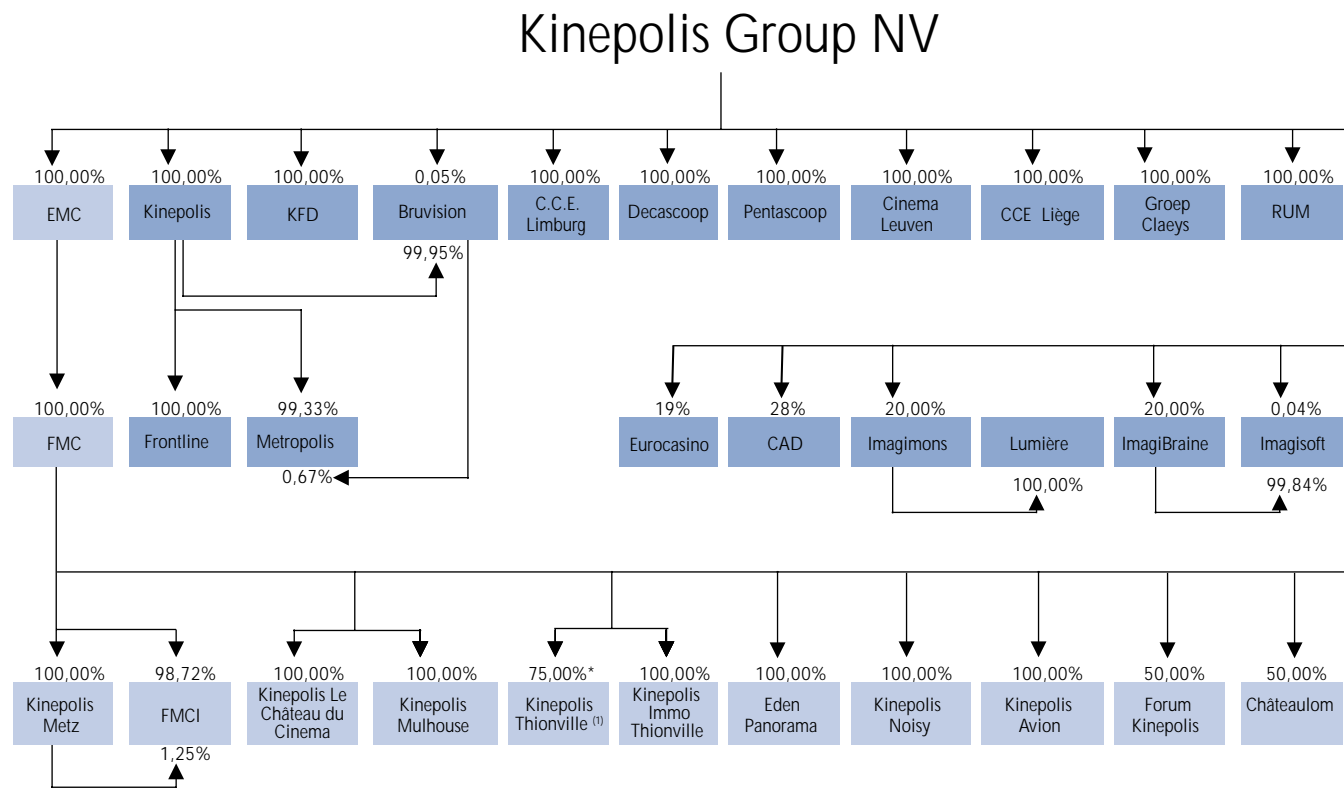 Kinepolis Group NV
100,00% 100,00% 100,00% 0,05% 100,00% 100,00% 100,00% 100,00% 100,00% 100,00% 100,00%
EMC
Kinepolis
KFD
Bruvision
C.C.E.
Limburg
Decascoop
Pentascoop
Cinema
Leuven
CCE Liège
Groep
Claeys
RUM
99,95%
100,00% 100,00% 99,33% 19% 28% 20,00% 20,00% 0,04%
FMC
Frontline
Metropolis
Eurocasino
CAD
Imagimons
Lumière
ImagiBraine
Imagisoft
0,67% 100,00% 99,84%
100,00% 98,72% 100,00% 100,00% 75,00%* 100,00% 100,00% 100,00% 100,00% 50,00% 50,00%
Kinepolis
Metz
FMCI
Kinepolis Le
Château du
Cinema
Kinepolis
Mulhouse
Kinepolis
Thionville (1)
Kinepolis
Immo
Thionville
Eden
Panorama
Kinepolis
Noisy
Kinepolis
Avion
Forum
Kinepolis
Châteaulom
1,25%